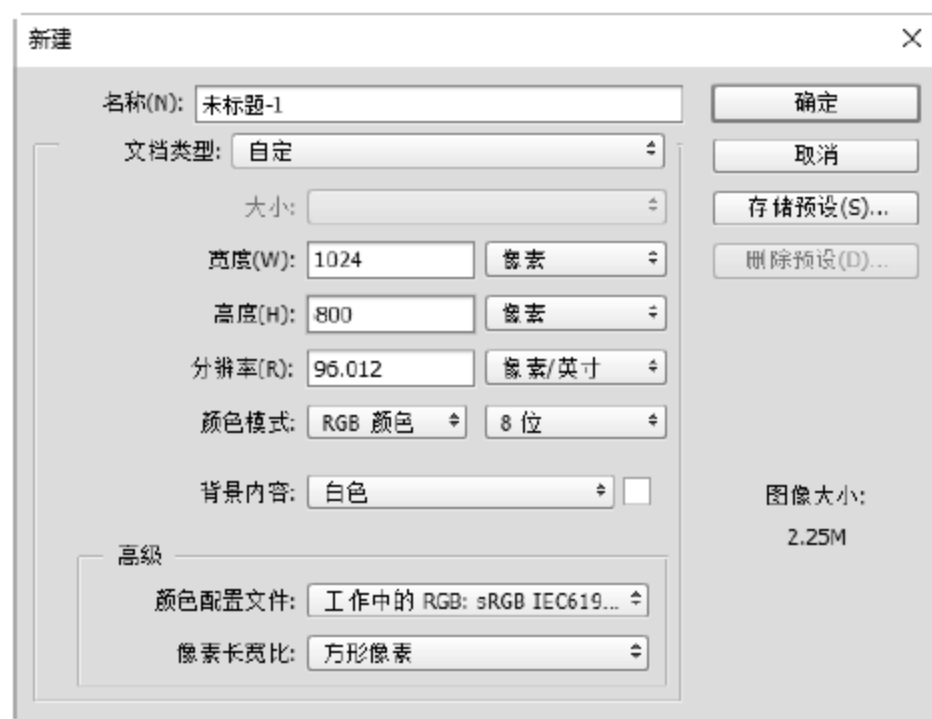 新建
名称(N): 未标题-1 确定
文档类型: 自定 取消
大小: 存储预设(S)...
宽度(W): 1024 像素 删除预设(D)...
高度(H): 800 像素
分辨率(R): 96.012 像素/英寸
颜色模式: RGB 颜色 8 位
背景内容: 白色 图像大小:
2.25M
高级
颜色配置文件: 工作中的 RGB: sRGB IEC619...
像素长宽比: 方形像素